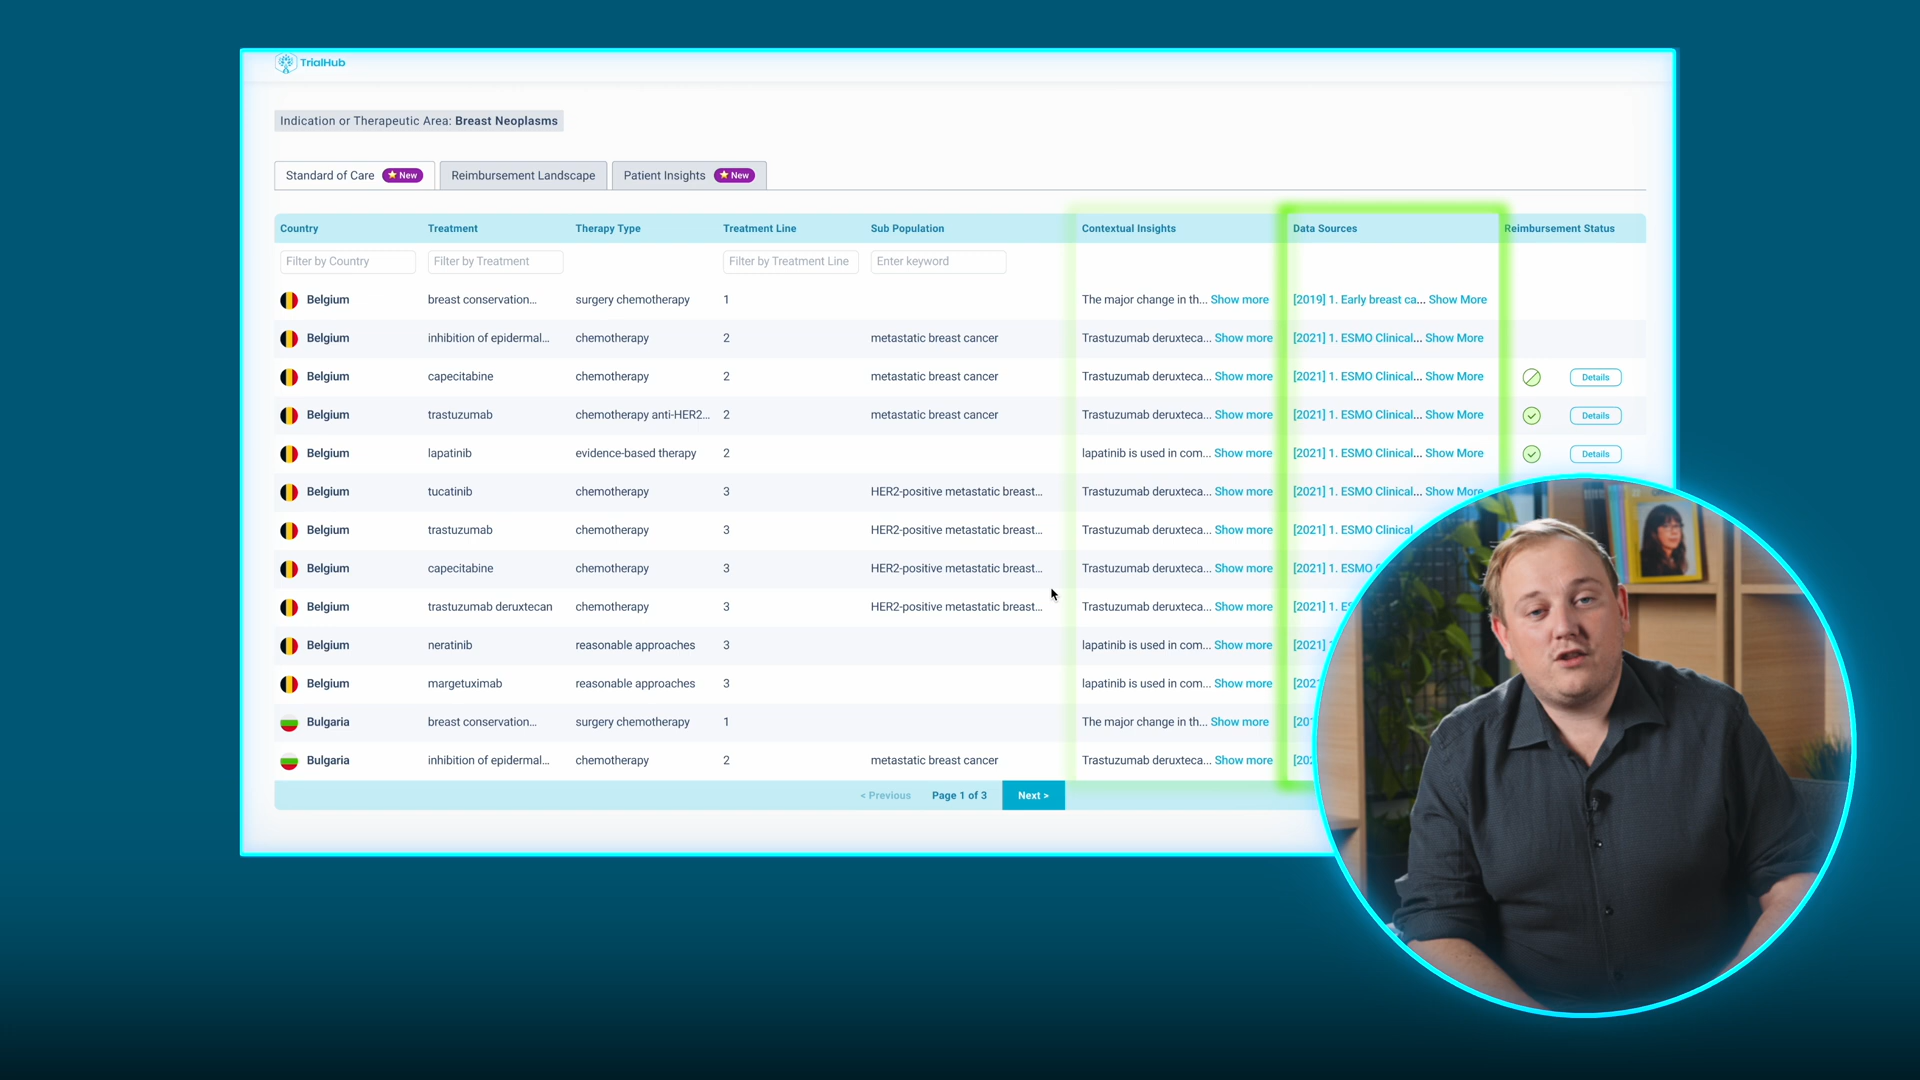 TrialHub
Indication or Therapeutic Area: Breast Neoplasms
Standard of Care New Reimbursement Landscape Patient Insights New
Country Treatment Therapy Type Treatment Line Sub Population Contextual Insights Data Sources Reimbursement Status
Filter by Country Filter by Treatment Filter by Treatment Line Enter keyword
Belgium breast conservation... surgery chemotherapy 1 The major change in th... Show more [2019] 1. Early breast ca... Show More
Belgium inhibition of epidermal... chemotherapy 2 metastatic breast cancer Trastuzumab deruxteca... Show more [2021] 1. ESMO Clinical... Show More
Belgium capecitabine chemotherapy 2 metastatic breast cancer Trastuzumab deruxteca... Show more [2021] 1. ESMO Clinical... Show More Details
Belgium trastuzumab chemotherapy anti-HER2... 2 metastatic breast cancer Trastuzumab deruxteca... Show more [2021] 1. ESMO Clinical... Show More Details
Belgium lapatinib evidence-based therapy 2 lapatinib is used in com... Show more [2021] 1. ESMO Clinical... Show More Details
Belgium tucatinib chemotherapy 3 HER2-positive metastatic breast... Trastuzumab deruxteca... Show more [2021] 1. ESMO Clinical... Show More
Belgium trastuzumab chemotherapy 3 HER2-positive metastatic breast... Trastuzumab deruxteca... Show more [2021] 1. ESMO Clinical
Belgium capecitabine chemotherapy 3 HER2-positive metastatic breast... Trastuzumab deruxteca... Show more [2021] 1. ESMO
Belgium trastuzumab deruxtecan chemotherapy 3 HER2-positive metastatic breast... Trastuzumab deruxteca... Show more [2021] 1.
Belgium neratinib reasonable approaches 3 lapatinib is used in com... Show more [2021]
Belgium margetuximab reasonable approaches 3 lapatinib is used in com... Show more
Bulgaria breast conservation... surgery chemotherapy 1 The major change in th... Show more
Bulgaria inhibition of epidermal... chemotherapy 2 metastatic breast cancer Trastuzumab deruxteca... Show more
< Previous Page 1 of 3 Next >